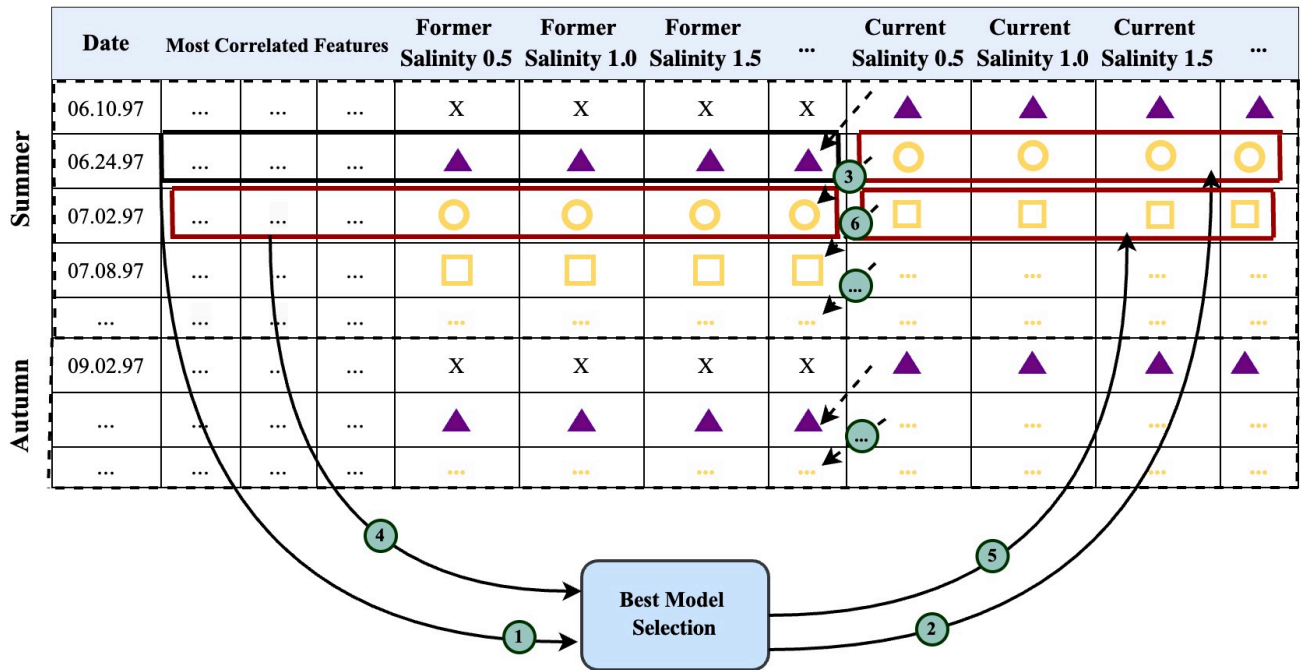 Date
Most Correlated Features
Former
Salinity 0.5
Former
Salinity 1.0
Former
Salinity 1.5
...
Current
Salinity 0.5
Current
Salinity 1.0
Current
Salinity 1.5
...
Summer
06.10.97 ... ... ... X X X X
06.24.97 ... ... ...
3
07.02.97 ... ... ...
6
07.08.97 ... ... ... ... ... ... ...
...
... ... ... ... ... ... ... ... ... ... ... ...
Autumn
09.02.97 ... ... ... X X X X
... ... ... ... ... ... ... ...
...
... ... ... ... ... ... ... ... ... ... ... ...
4
5
1
2
Best Model
Selection